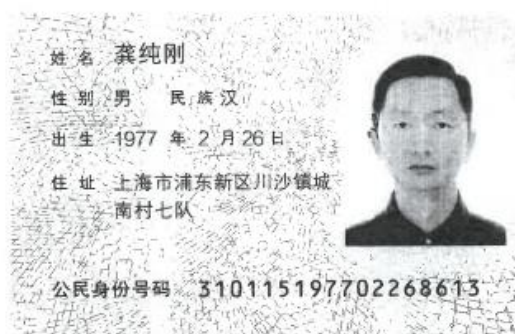 姓名 龚纯刚
性别 男 民族 汉
出生 1977 年 2 月 26 日
住址 上海市浦东新区川沙镇城
南村七队
公民身份号码 310115197702268613